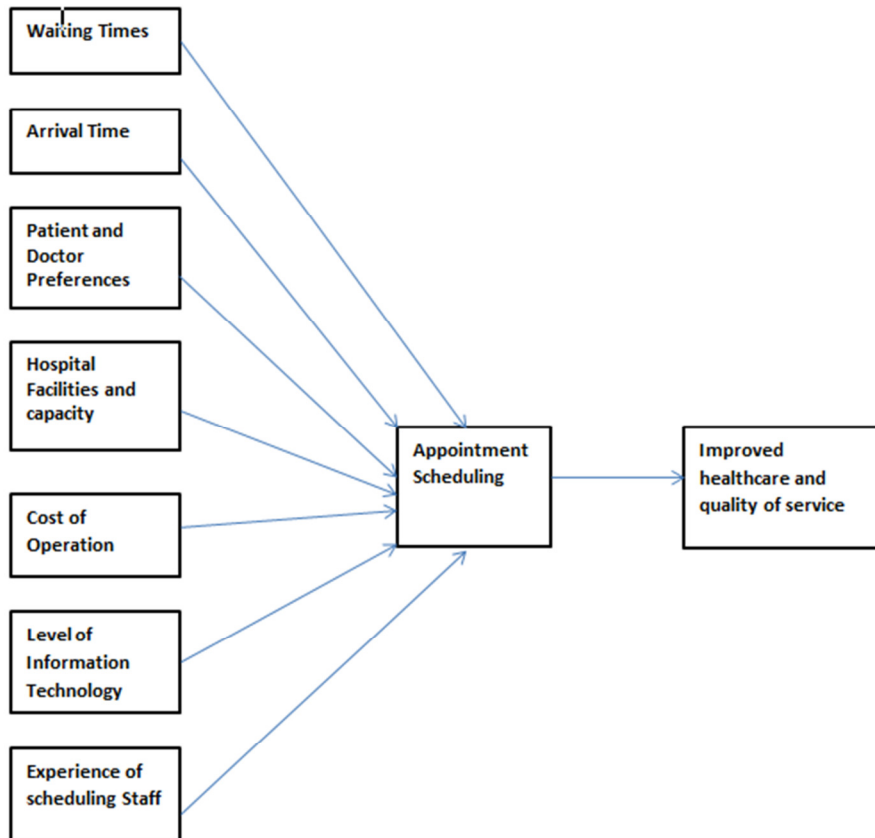 Waiting Times
Arrival Time
Patient and
Doctor
Preferences
Hospital
Facilities and
capacity
Cost of
Operation
Level of
Information
Technology
Experience of
scheduling Staff
Appointment
Scheduling
Improved
healthcare and
quality of service